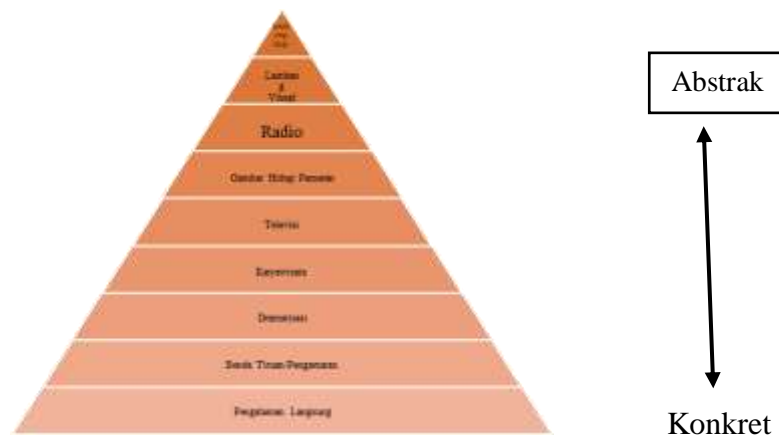 Lambang
&
Visual
Radio
Gambar Hidup Pameran
Televisi
Karyawisata
Dramatisasi
Benda Tiruan/Pengamatan
Pengalaman Langsung
Abstrak
Konkret